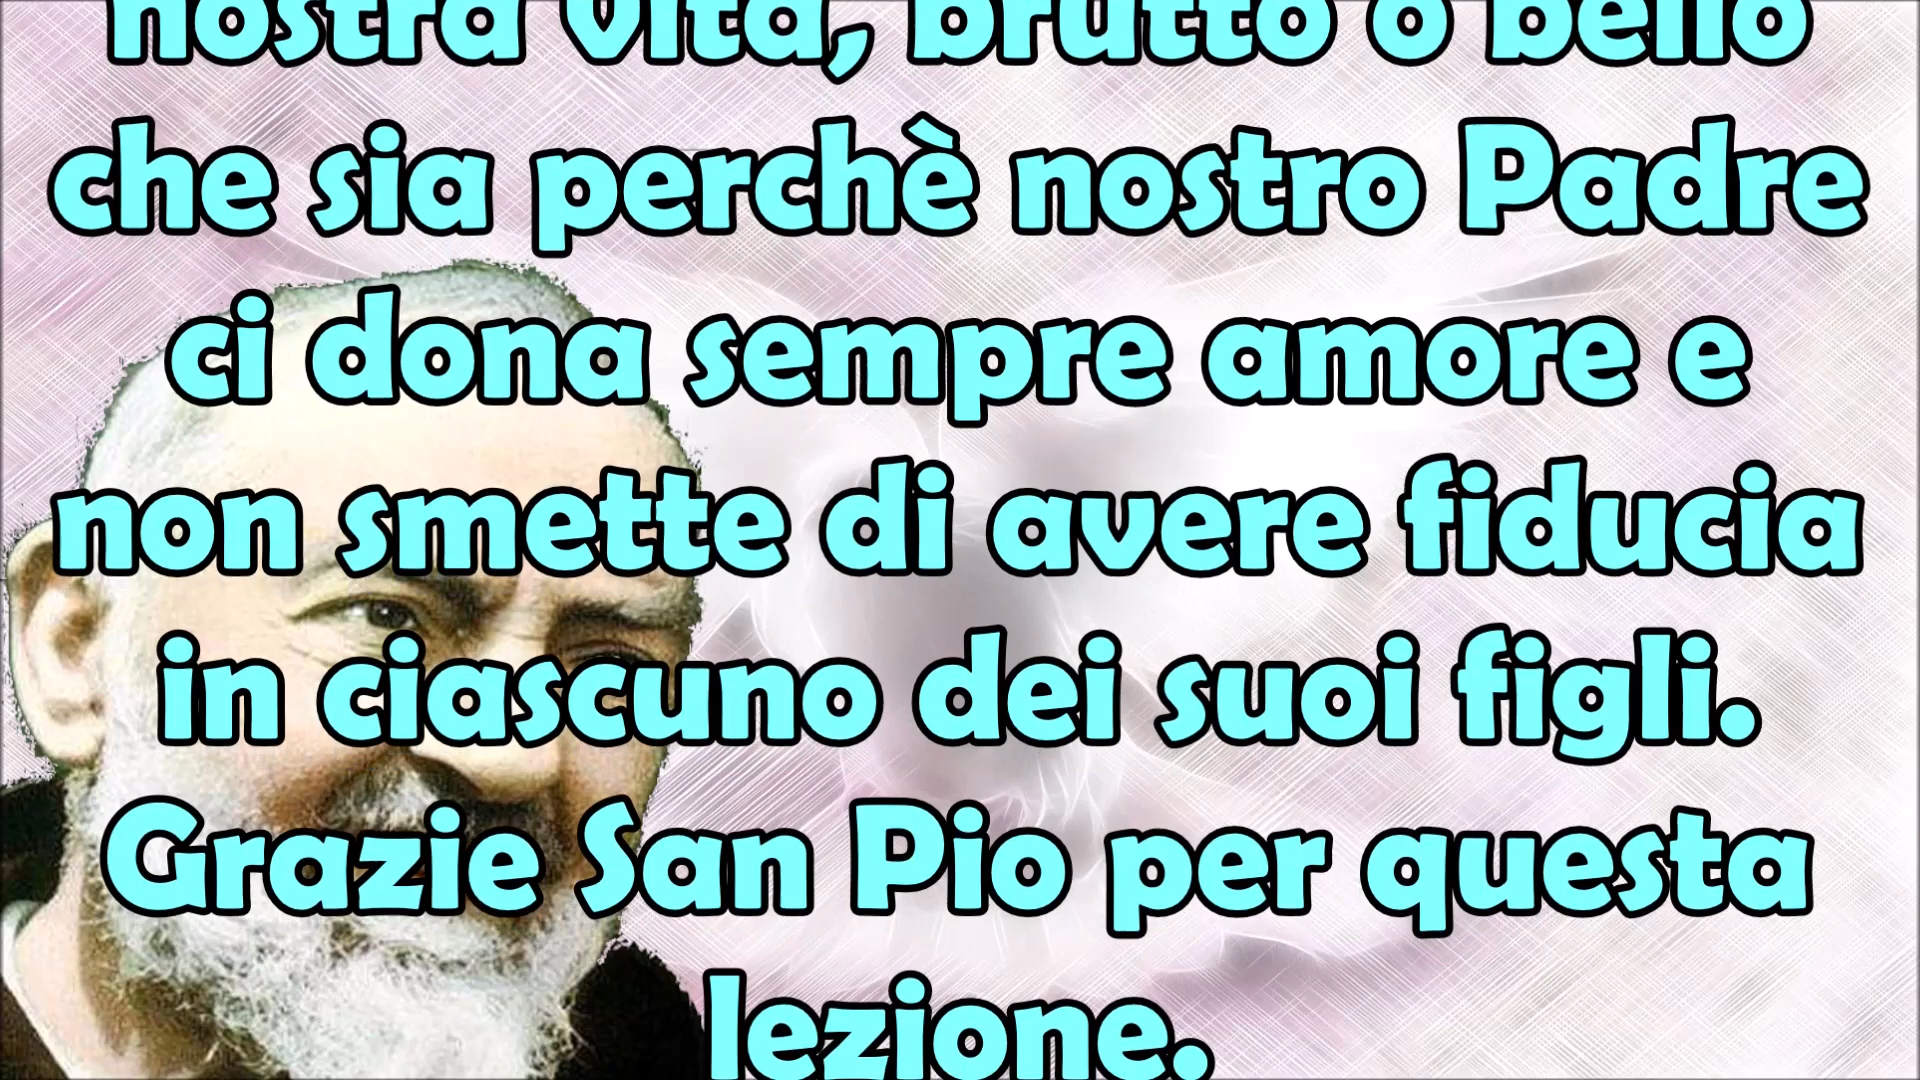 nostra vita, brutto o bello
che sia perchè nostro Padre
ci dona sempre amore e
non smette di avere fiducia
in ciascuno dei suoi figli.
Grazie San Pio per questa
lezione.